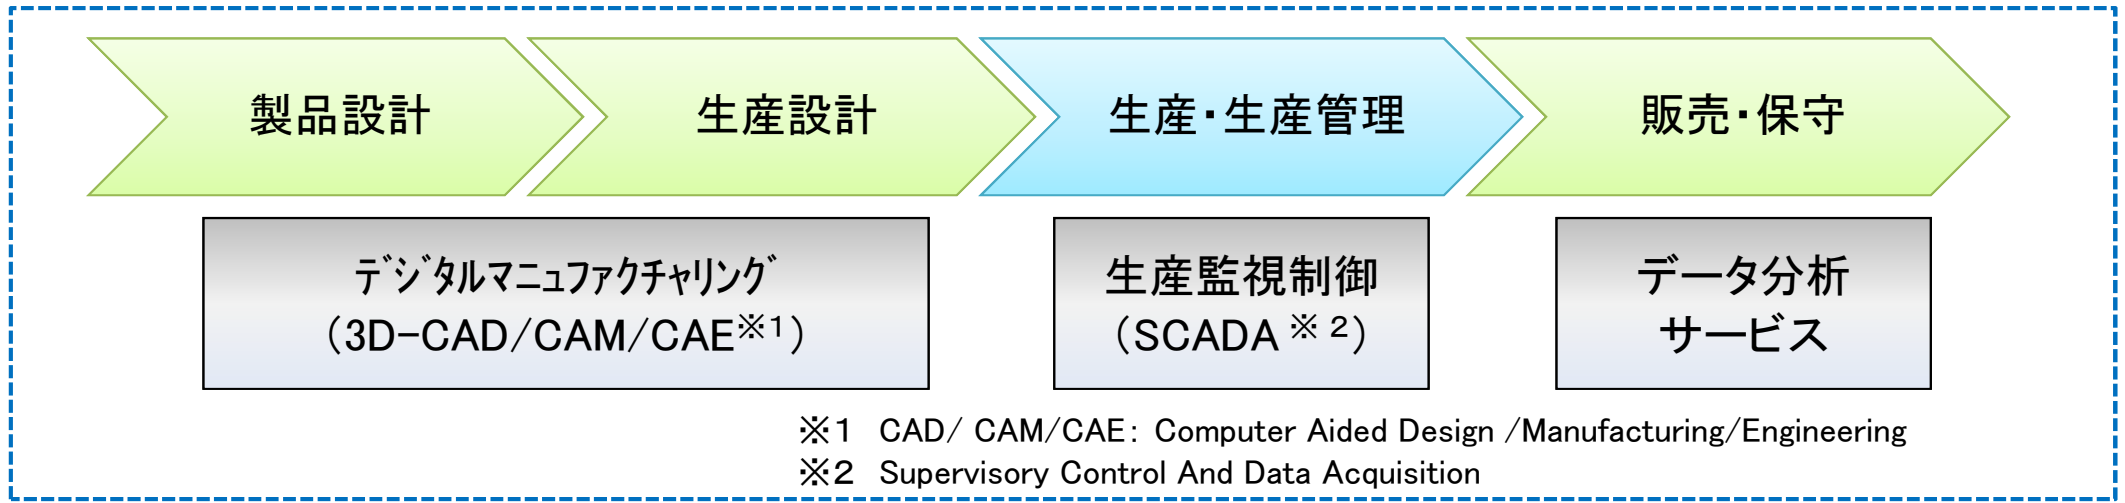 製品設計
生産設計
生産・生産管理
販売・保守
ﾃﾞｼﾞﾀﾙﾏﾆｭﾌｧｸﾁｬﾘﾝｸﾞ
（3D-CAD/CAM/CAE※1）
生産監視制御
（SCADA※2）
データ分析
サービス
※1 CAD/ CAM/CAE： Computer Aided Design /Manufacturing/Engineering
※2 Supervisory Control And Data Acquisition